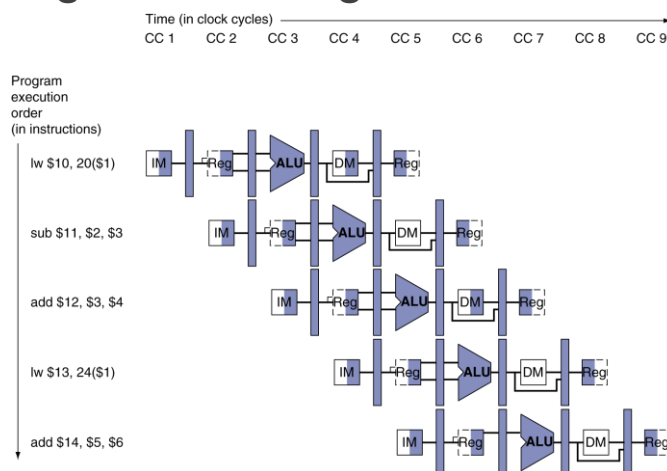 Time (in clock cycles)
CC 1 CC 2 CC 3 CC 4 CC 5 CC 6 CC 7 CC 8 CC 9
Program
execution
order
(in instructions)
lw $10, 20($1) IM Reg ALU DM Reg
sub $11, $2, $3 IM Reg ALU DM Reg
add $12, $3, $4 IM Reg ALU DM Reg
lw $13, 24($1) IM Reg ALU DM Reg
add $14, $5, $6 IM Reg ALU DM Reg